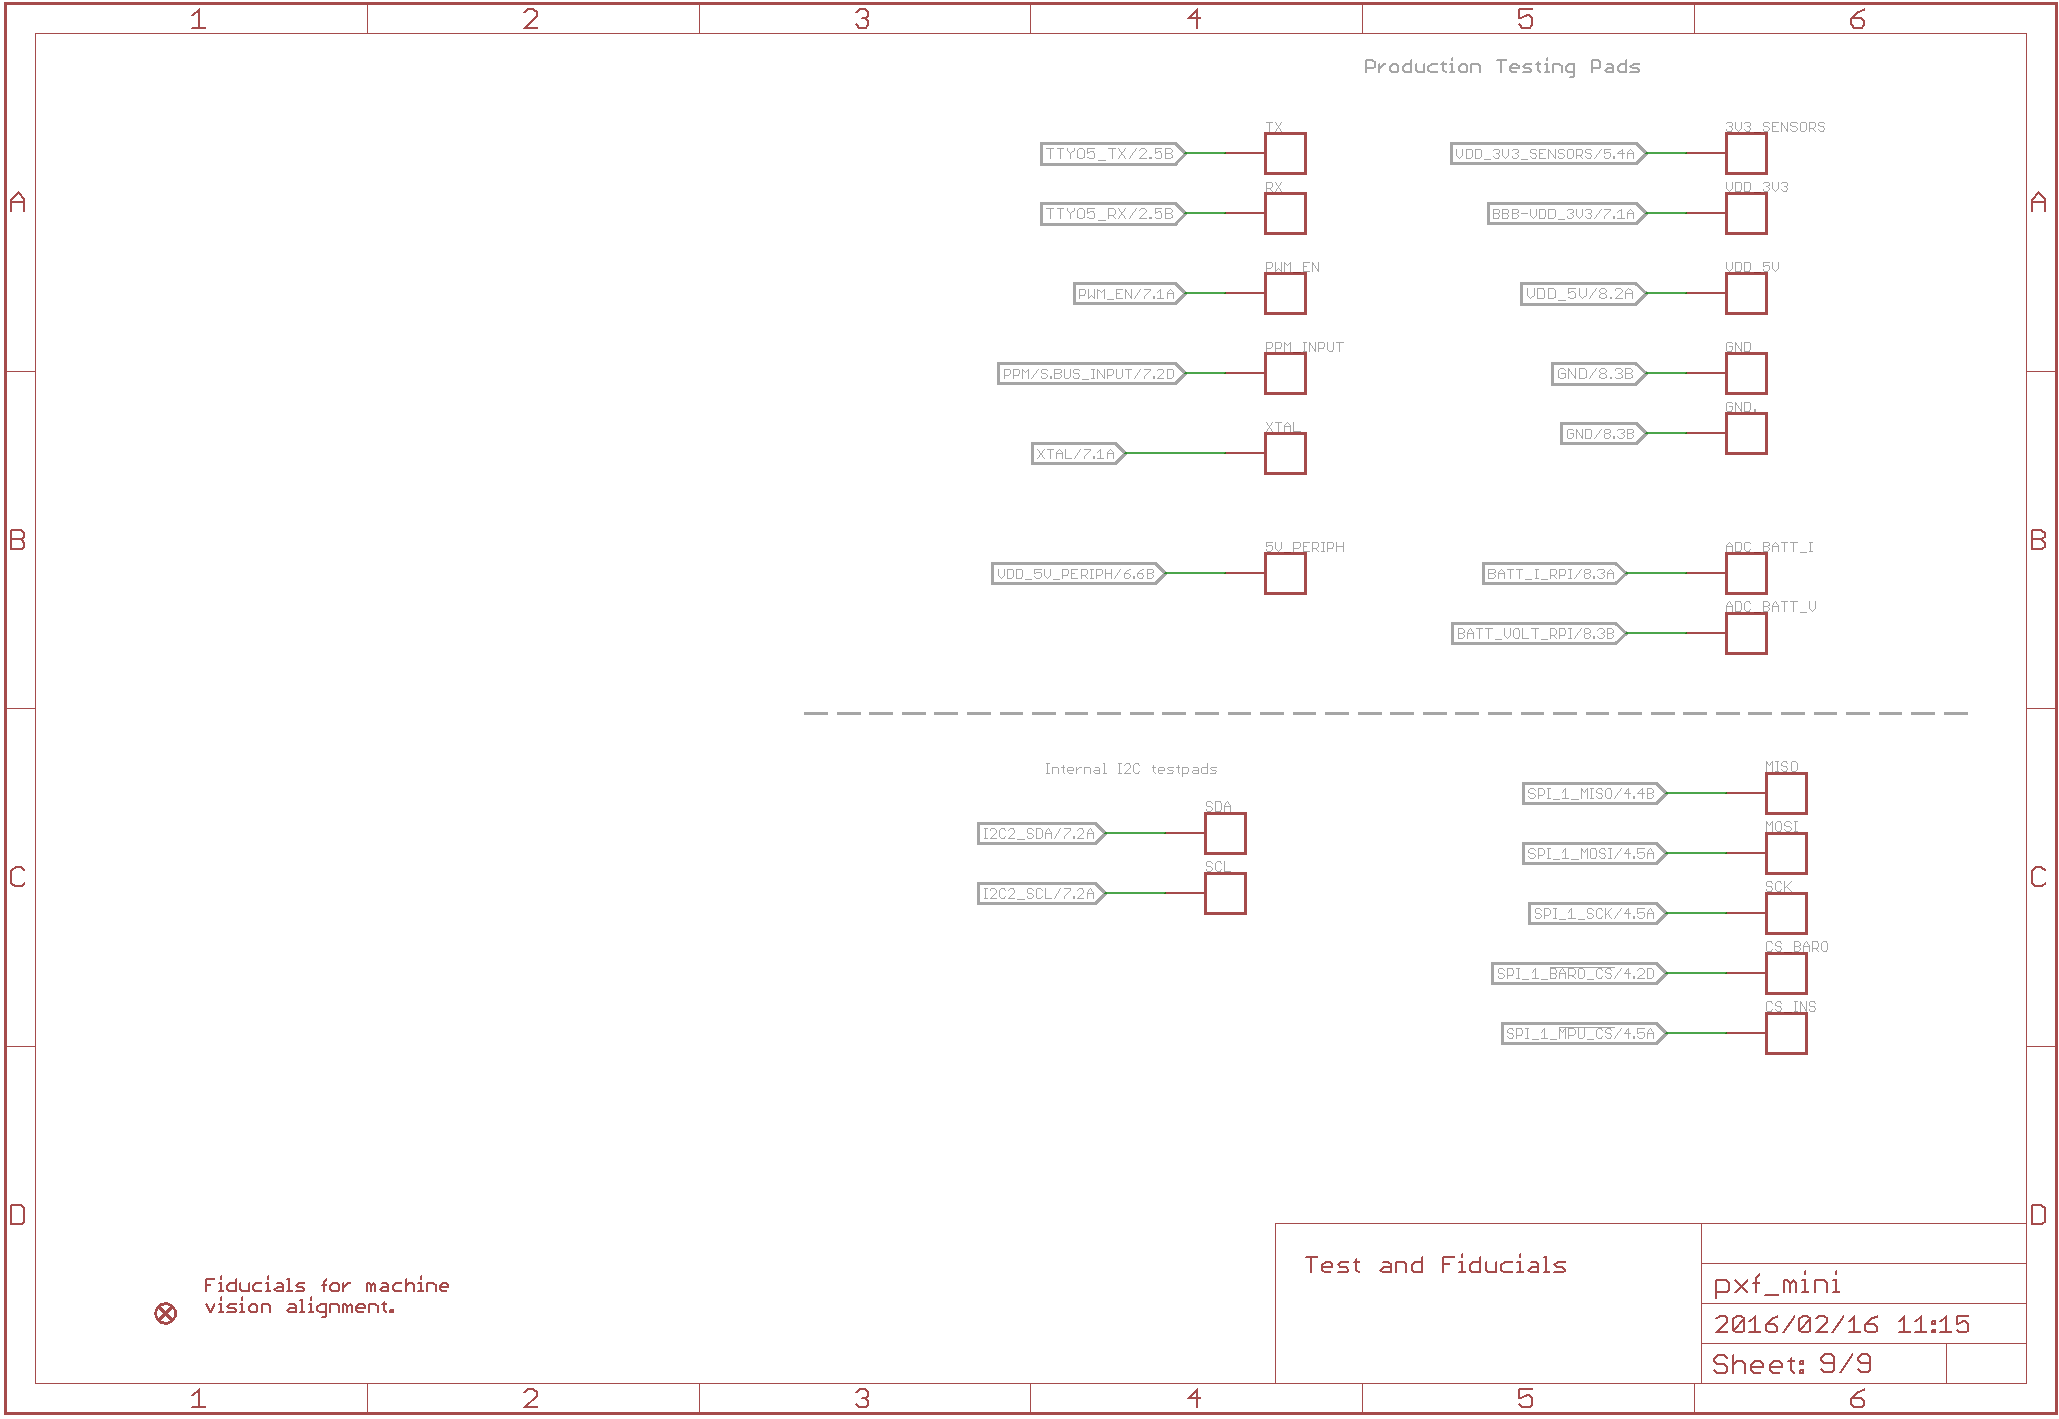 1 2 3 4 5 6
Production Testing Pads
TX
TTYO5_TX/2.5B
RX
TTYO5_RX/2.5B
PWM_EN
PWM_EN/7.1A
PPM_INPUT
PPM/S.BUS_INPUT/7.2D
XTAL
XTAL/7.1A
5V_PERIPH
VDD_5V_PERIPH/6.6B
3V3_SENSORS
VDD_3V3_SENSORS/5.4A
VDD_3V3
BBB-VDD_3V3/7.1A
VDD_5V
VDD_5V/8.2A
GND
GND/8.3B
GND.
GND/8.3B
ADC_BATT_I
BATT_I_RPI/8.3A
ADC_BATT_V
BATT_VOLT_RPI/8.3B
Internal I2C testpads
SDA
I2C2_SDA/7.2A
SCL
I2C2_SCL/7.2A
MISO
SPI_1_MISO/4.4B
MOSI
SPI_1_MOSI/4.5A
SCK
SPI_1_SCK/4.5A
CS_BARO
SPI_1_BARO_CS/4.2D
CS_INS
SPI_1_MPU_CS/4.5A
A A
B B
C C
D D
Fiducials for machine
vision alignment.
Test and Fiducials
pxf_mini
2016/02/16 11:15
Sheet: 9/9
1 2 3 4 5 6